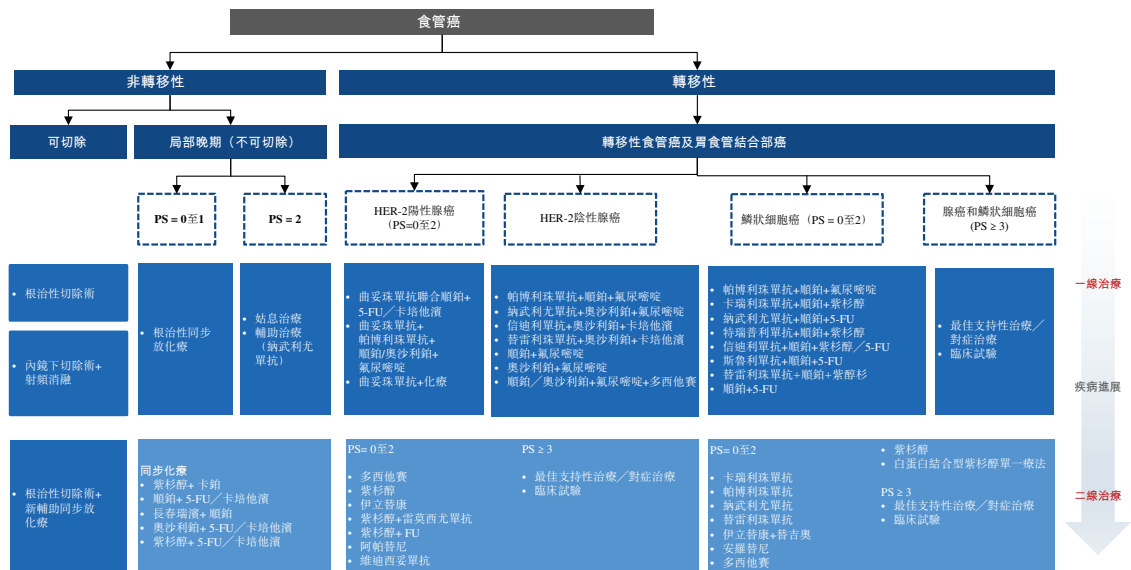 食管癌
非轉移性
轉移性
可切除
局部晚期（不可切除）
轉移性食管癌及胃食管結合部癌
PS = 0至1
PS = 2
HER-2陽性腺癌
（PS=0至2）
HER-2陰性腺癌
鱗狀細胞癌（PS = 0至2）
腺癌和鱗狀細胞癌
(PS ≥ 3)
• 根治性切除術
• 內鏡下切除術+
射頻消融
• 根治性同步
放化療
• 姑息治療
• 輔助治療
（納武利尤
單抗）
• 曲妥珠單抗聯合順鉑+
5-FU／卡培他濱
• 曲妥珠單抗+
帕博利珠單抗+
順鉑/奧沙利鉑+
氟尿嘧啶
• 曲妥珠單抗+化療
• 帕博利珠單抗+順鉑+氟尿嘧啶
• 納武利尤單抗+奧沙利鉑+氟尿嘧啶
• 信迪利單抗+奧沙利鉑+卡培他濱
• 替雷利珠單抗+奧沙利鉑+卡培他濱
• 順鉑+氟尿嘧啶
• 奧沙利鉑+氟尿嘧啶
• 順鉑／奧沙利鉑+氟尿嘧啶+多西他賽
• 帕博利珠單抗+順鉑+氟尿嘧啶
• 卡瑞利珠單抗+順鉑+紫杉醇
• 納武利尤單抗+順鉑+5-FU
• 特瑞普利單抗+順鉑+紫杉醇
• 信迪利單抗+順鉑+紫杉醇／5-FU
• 斯魯利單抗+順鉑+5-FU
• 替雷利珠單抗+順鉑+紫醇杉
• 順鉑+5-FU
• 最佳支持性治療／
對症治療
• 臨床試驗
一線治療
疾病進展
二線治療
• 根治性切除術+
新輔助同步放
化療
同步化療
• 紫杉醇+ 卡鉑
• 順鉑+ 5-FU／卡培他濱
• 長春瑞濱+ 順鉑
• 奧沙利鉑+ 5-FU／卡培他濱
• 紫杉醇+ 5-FU／卡培他濱
PS= 0至2
• 多西他賽
• 紫杉醇
• 伊立替康
• 紫杉醇+雷莫西尤單抗
• 紫杉醇+ FU
• 阿帕替尼
• 維迪西妥單抗
PS ≥ 3
• 最佳支持性治療／對症治療
• 臨床試驗
PS= 0至2
• 卡瑞利珠單抗
• 帕博利珠單抗
• 納武利尤單抗
• 替雷利珠單抗
• 伊立替康+替吉奧
• 安羅替尼
• 多西他賽
• 紫杉醇
• 白蛋白結合型紫杉醇單一療法
PS ≥ 3
• 最佳支持性治療／對症治療
• 臨床試驗